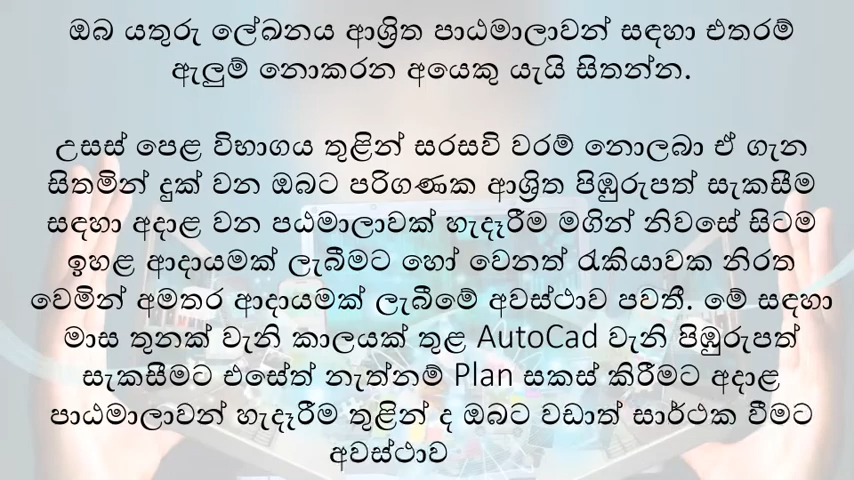 ඔබ යතුරු ලේඛනය ආශ්‍රිත පාඨමාලාවන් සඳහා එතරම්
ඇලුම් නොකරන අයෙකු යැයි සිතන්න.
උසස් පෙළ විභාගය තුළින් සරසවි වරම් නොලබා ඒ ගැන
සිතමින් දුක් වන ඔබට පරිගණක ආශ්‍රිත පිඹුරුපත් සැකසීම
සඳහා අදාළ වන පඨමාලාවක් හැදෑරීම මගින් නිවසේ සිටම
ඉහළ ආදායමක් ලැබීමට හෝ වෙනත් රැකියාවක නිරත
වෙමින් අමතර ආදායමක් ලැබීමේ අවස්ථාව පවතී. මේ සඳහා
මාස තුනක් වැනි කාලයක් තුළ AutoCad වැනි පිඹුරුපත්
සැකසීමට එසේත් නැත්නම් Plan සකස් කිරීමට අදාළ
පාඨමාලාවන් හැදෑරීම තුළින් ද ඔබට වඩාත් සාර්ථක වීමට
අවස්ථාව